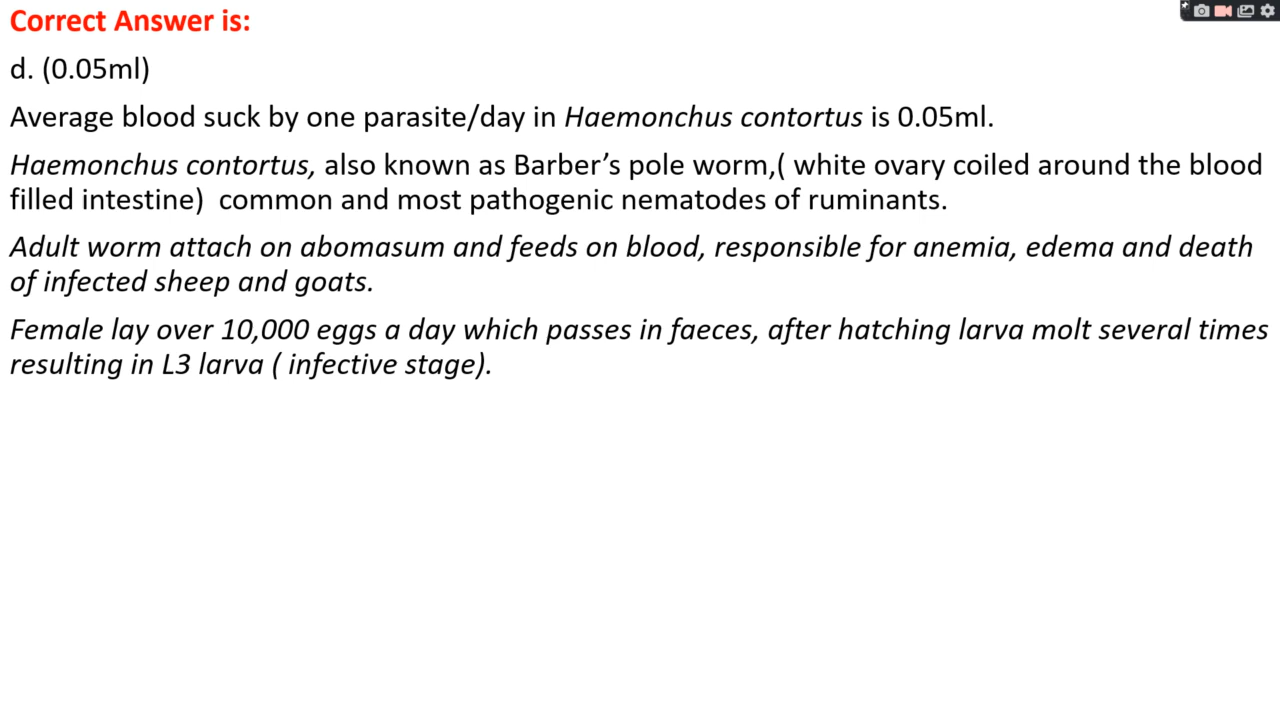 Correct Answer is:
d. (0.05ml)
Average blood suck by one parasite/day in Haemonchus contortus is 0.05ml.
Haemonchus contortus, also known as Barber’s pole worm,( white ovary coiled around the blood
filled intestine)  common and most pathogenic nematodes of ruminants.
Adult worm attach on abomasum and feeds on blood, responsible for anemia, edema and death
of infected sheep and goats.
Female lay over 10,000 eggs a day which passes in faeces, after hatching larva molt several times
resulting in L3 larva ( infective stage).